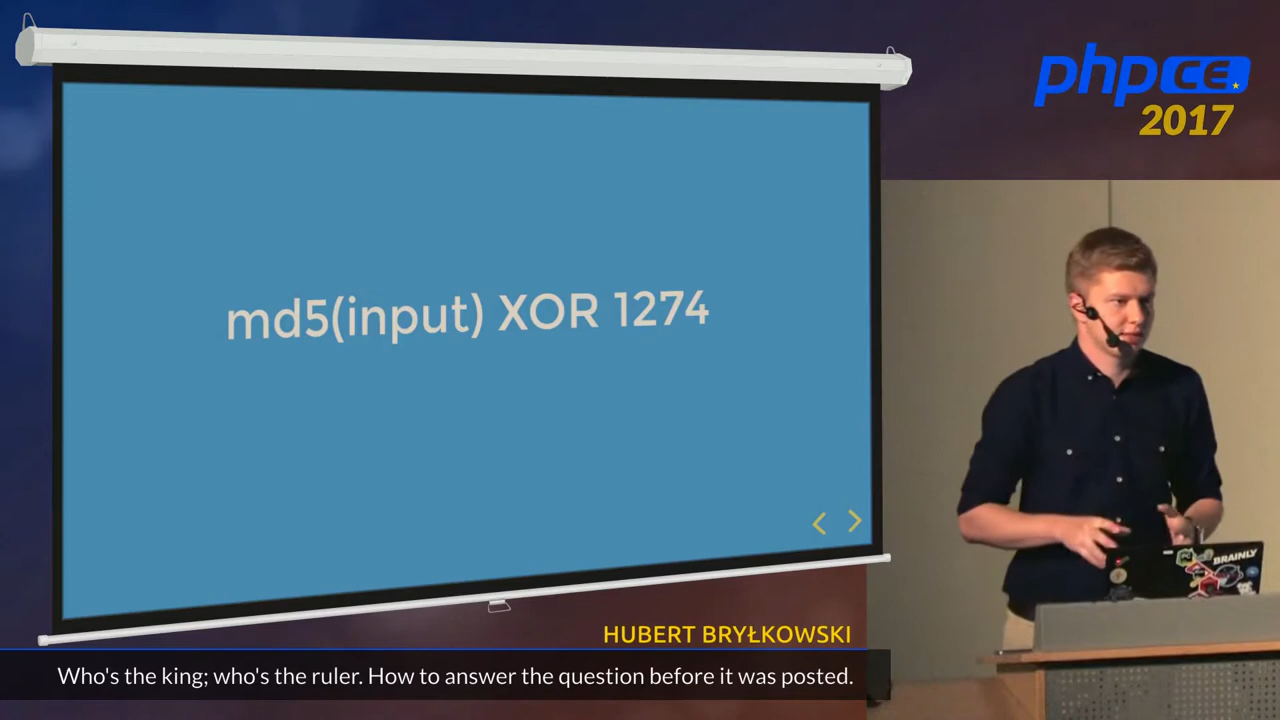 phpCE
2017
md5(input) XOR 1274
< >
BRAINLY
HUBERT BRYŁKOWSKI
Who's the king; who's the ruler. How to answer the question before it was posted.